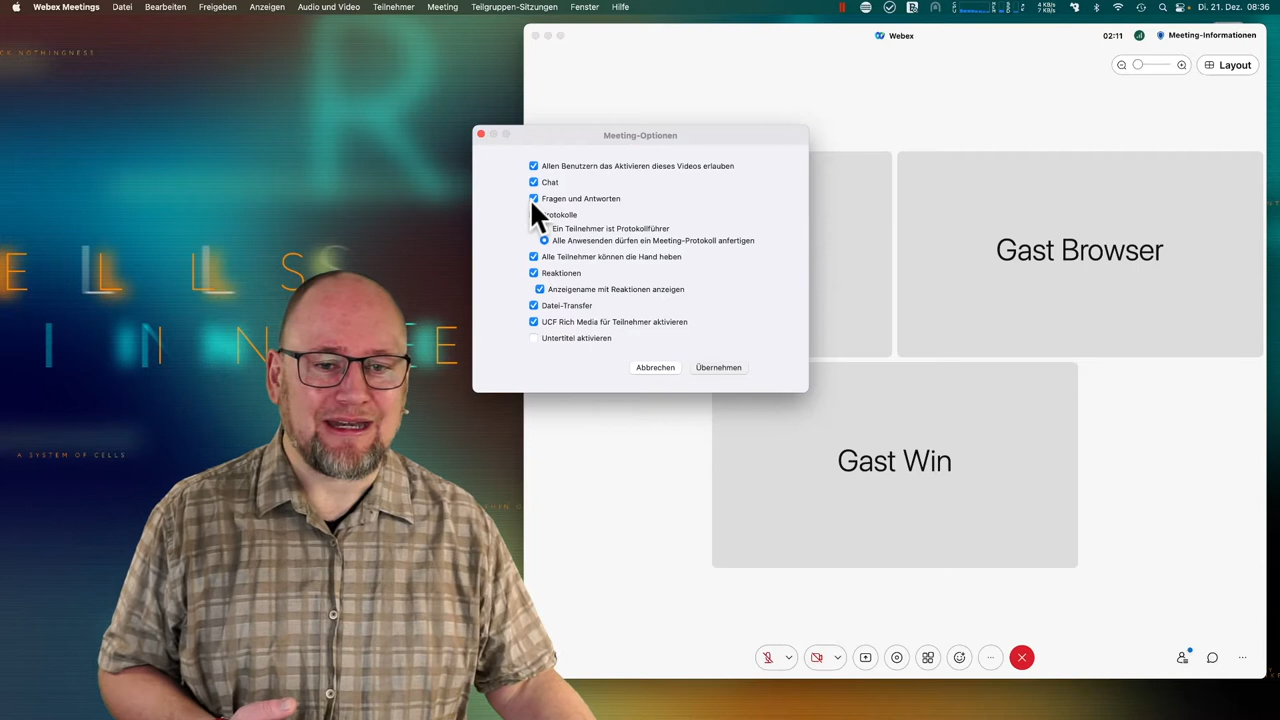 Webex Meetings Datei Bearbeiten Freigeben Anzeigen Audio und Video Teilnehmer Meeting Teilgruppen-Sitzungen Fenster Hilfe
4 KB/s
Di. 21. Dez. 08:36
NOTHINGNESS
R
E L L S
I N
E
A SYSTEM OF CELLS
Webex
02:11
Meeting-Informationen
Layout
Meeting-Optionen
Allen Benutzern das Aktivieren dieses Videos erlauben
Chat
Fragen und Antworten
otokolle
Ein Teilnehmer ist Protokollführer
Alle Anwesenden dürfen ein Meeting-Protokoll anfertigen
Alle Teilnehmer können die Hand heben
Reaktionen
Anzeigename mit Reaktionen anzeigen
Datei-Transfer
UCF Rich Media für Teilnehmer aktivieren
Untertitel aktivieren
Abbrechen
Übernehmen
Gast Browser
Gast Win